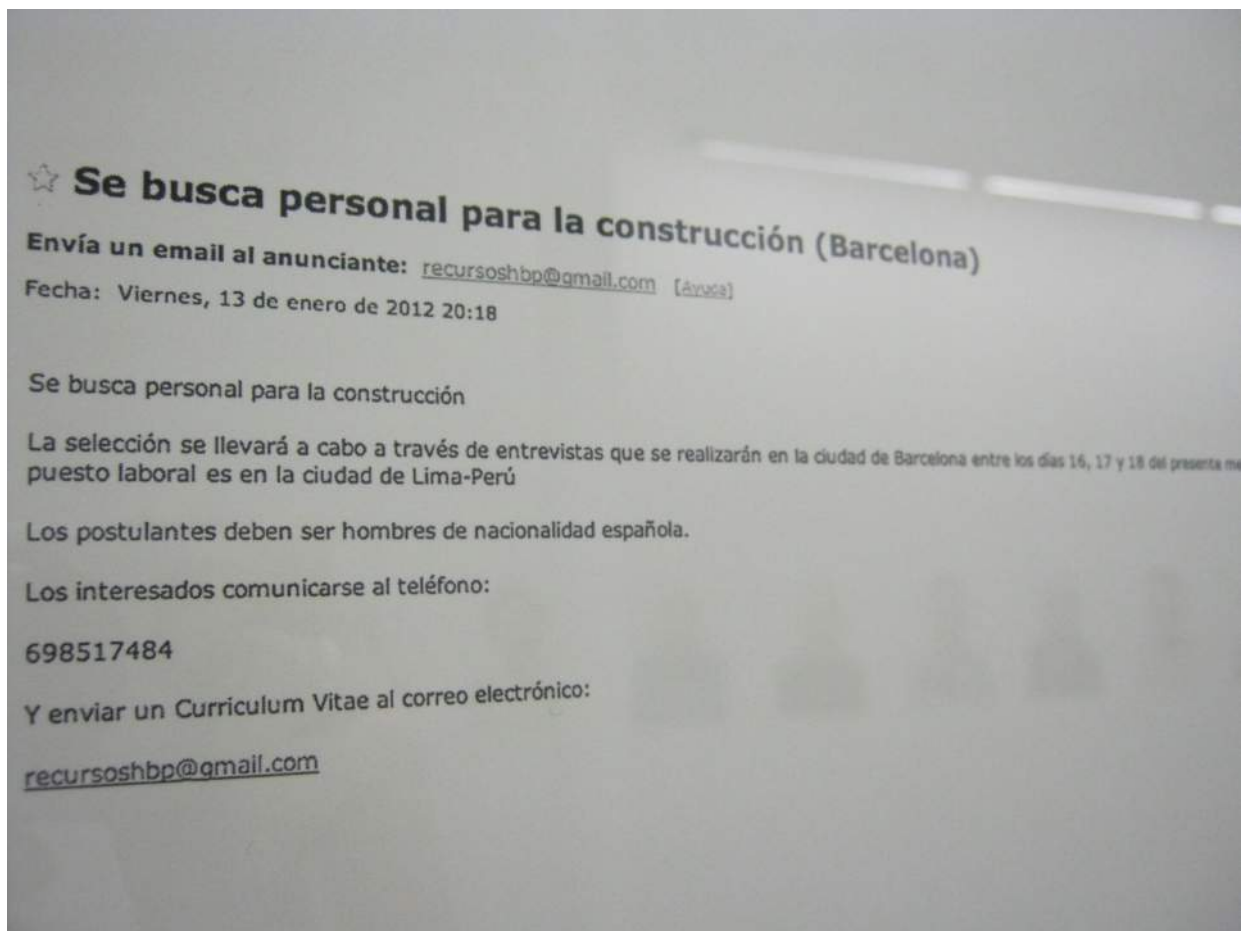 ☆ Se busca personal para la construcción (Barcelona)
Envía un email al anunciante: recursoshbp@gmail.com [Ayuda]
Fecha: Viernes, 13 de enero de 2012 20:18
Se busca personal para la construcción
La selección se llevará a cabo a través de entrevistas que se realizarán en la ciudad de Barcelona entre los días 16, 17 y 18 del presente
puesto laboral es en la ciudad de Lima-Perú
Los postulantes deben ser hombres de nacionalidad española.
Los interesados comunicarse al teléfono:
698517484
Y enviar un Curriculum Vitae al correo electrónico:
recursoshbp@gmail.com